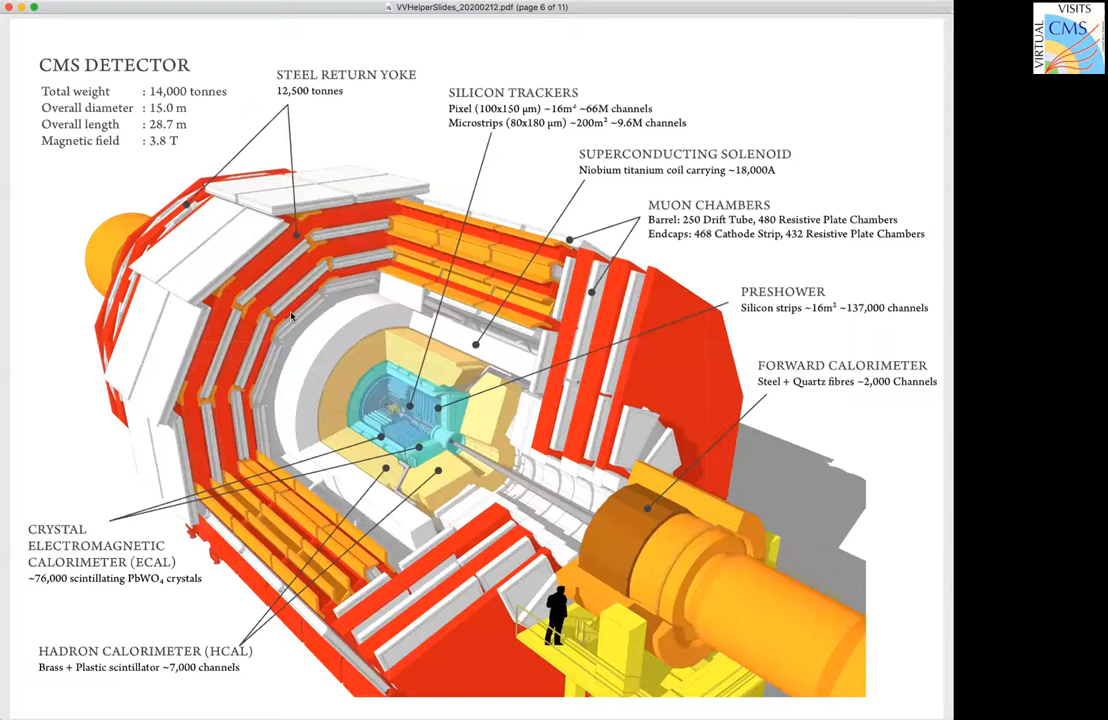 VVHelperSlides_20200212.pdf (page 6 of 11)
VIRTUAL
VISITS
CMS
CMS DETECTOR
Total weight : 14,000 tonnes
Overall diameter : 15.0 m
Overall length : 28.7 m
Magnetic field : 3.8 T
STEEL RETURN YOKE
12,500 tonnes
SILICON TRACKERS
Pixel (100x150 μm) ~16m² ~66M channels
Microstrips (80x180 μm) ~200m² ~9.6M channels
SUPERCONDUCTING SOLENOID
Niobium titanium coil carrying ~18,000A
MUON CHAMBERS
Barrel: 250 Drift Tube, 480 Resistive Plate Chambers
Endcaps: 468 Cathode Strip, 432 Resistive Plate Chambers
PRESHOWER
Silicon strips ~16m² ~137,000 channels
FORWARD CALORIMETER
Steel + Quartz fibres ~2,000 Channels
CRYSTAL
ELECTROMAGNETIC
CALORIMETER (ECAL)
~76,000 scintillating PbWO₄ crystals
HADRON CALORIMETER (HCAL)
Brass + Plastic scintillator ~7,000 channels